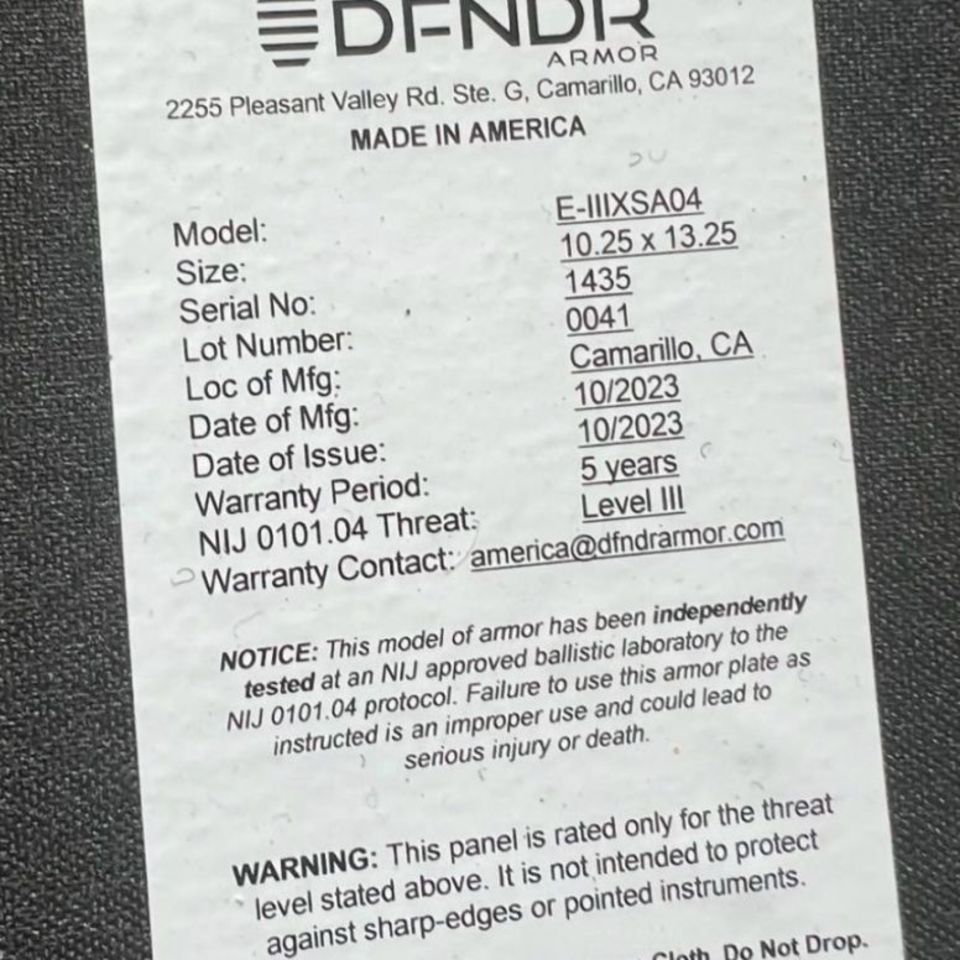 DFNDR
ARMOR
2255 Pleasant Valley Rd. Ste. G, Camarillo, CA 93012
MADE IN AMERICA
Model: E-IIIXSA04
Size: 10.25 x 13.25
Serial No: 1435
Lot Number: 0041
Loc of Mfg: Camarillo, CA
Date of Mfg: 10/2023
Date of Issue: 10/2023
Warranty Period: 5 years
NIJ 0101.04 Threat: Level III
Warranty Contact: america@dfndrarmor.com
NOTICE: This model of armor has been independently
tested at an NIJ approved ballistic laboratory to the
NIJ 0101.04 protocol. Failure to use this armor plate as
instructed is an improper use and could lead to
serious injury or death.
WARNING: This panel is rated only for the threat
level stated above. It is not intended to protect
against sharp-edges or pointed instruments.
Cloth. Do Not Drop.